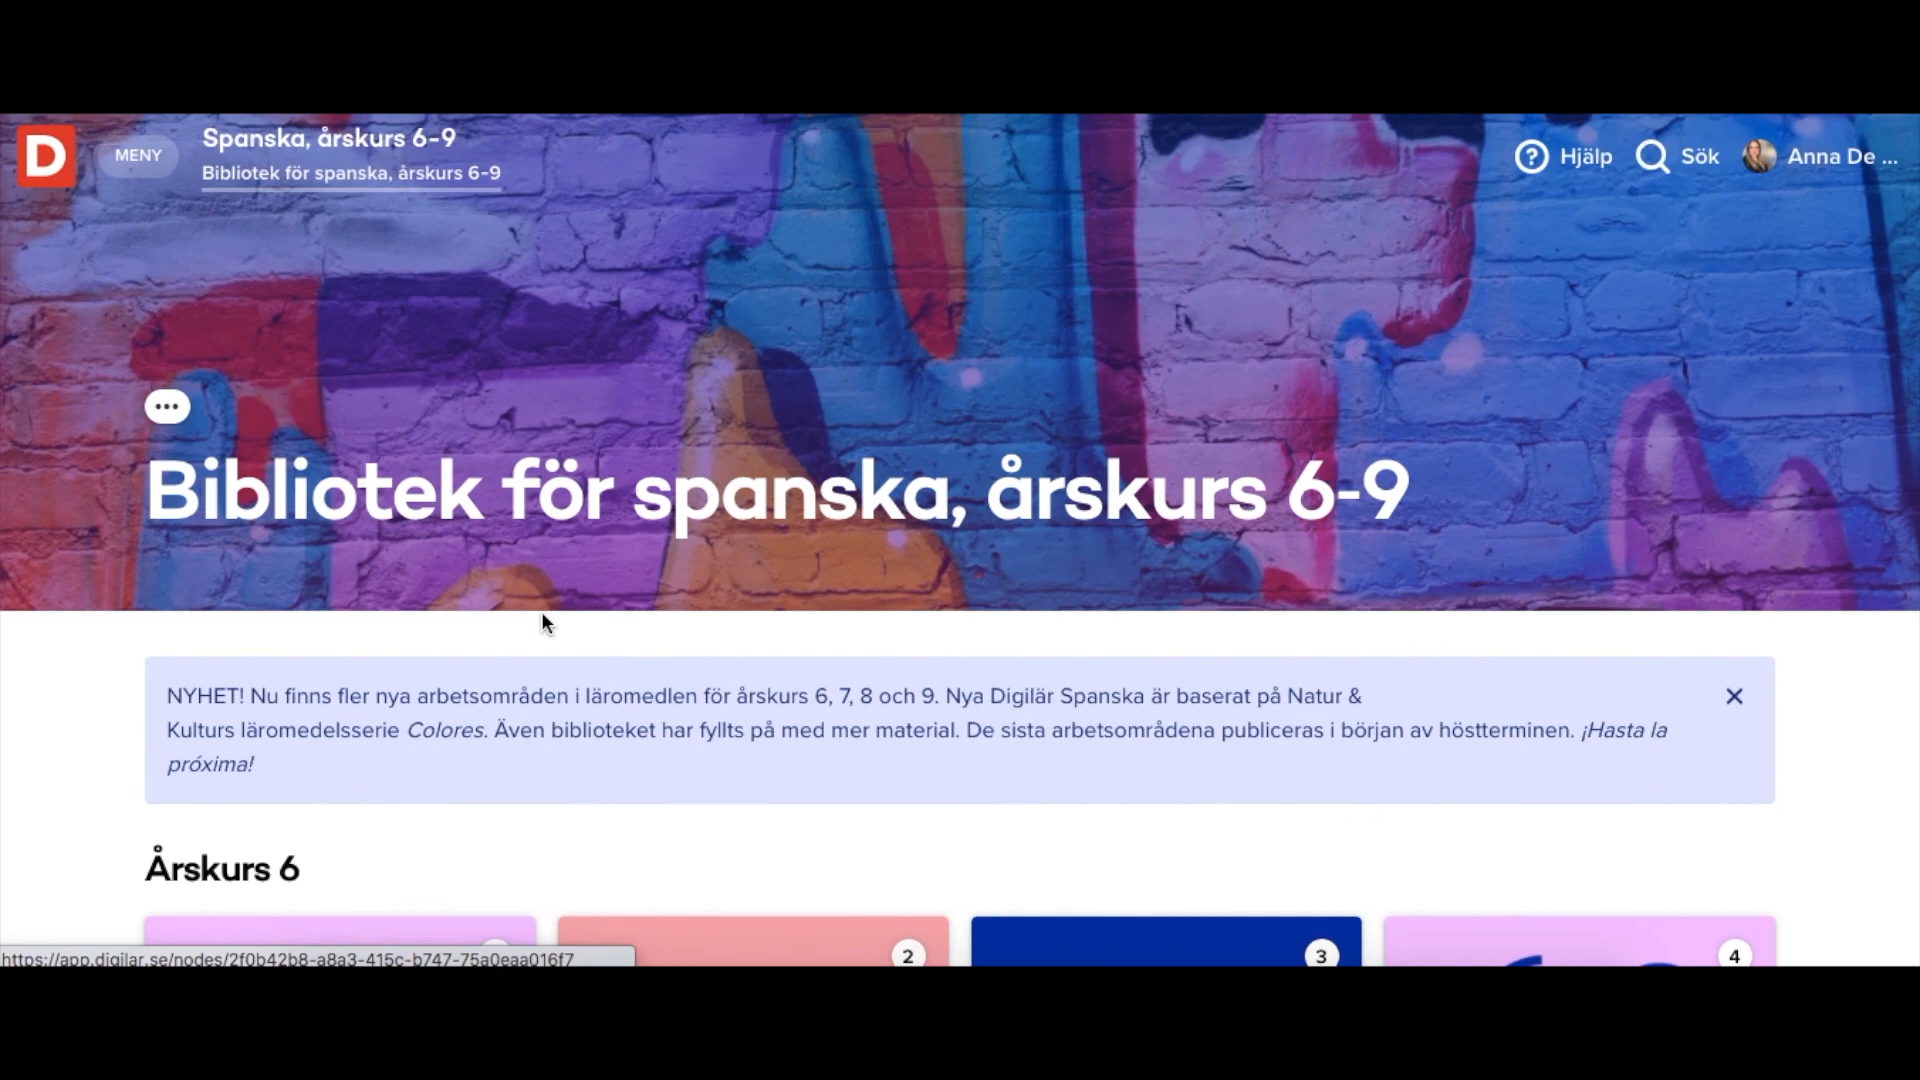 D
MENY
Spanska, årskurs 6-9
Bibliotek för spanska, årskurs 6-9
Hjälp
Sök
Anna De ...
Bibliotek för spanska, årskurs 6-9
NYHET! Nu finns fler nya arbetsområden i läromedlen för årskurs 6, 7, 8 och 9. Nya Digilär Spanska är baserat på Natur &
Kulturs läromedelsserie Colores. Även biblioteket har fyllts på med mer material. De sista arbetsområdena publiceras i början av höstterminen. ¡Hasta la
próxima!
Årskurs 6
2
3
4
https://app.digilar.se/nodes/2f0b42b8-a8a3-415c-b747-75a0eaa016f7